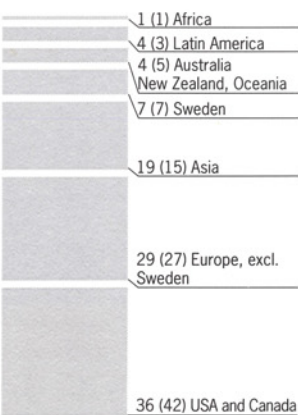 1 (1) Africa
4 (3) Latin America
4 (5) Australia
New Zealand, Oceania
7 (7) Sweden
19 (15) Asia
29 (27) Europe, excl.
Sweden
36 (42) USA and Canada